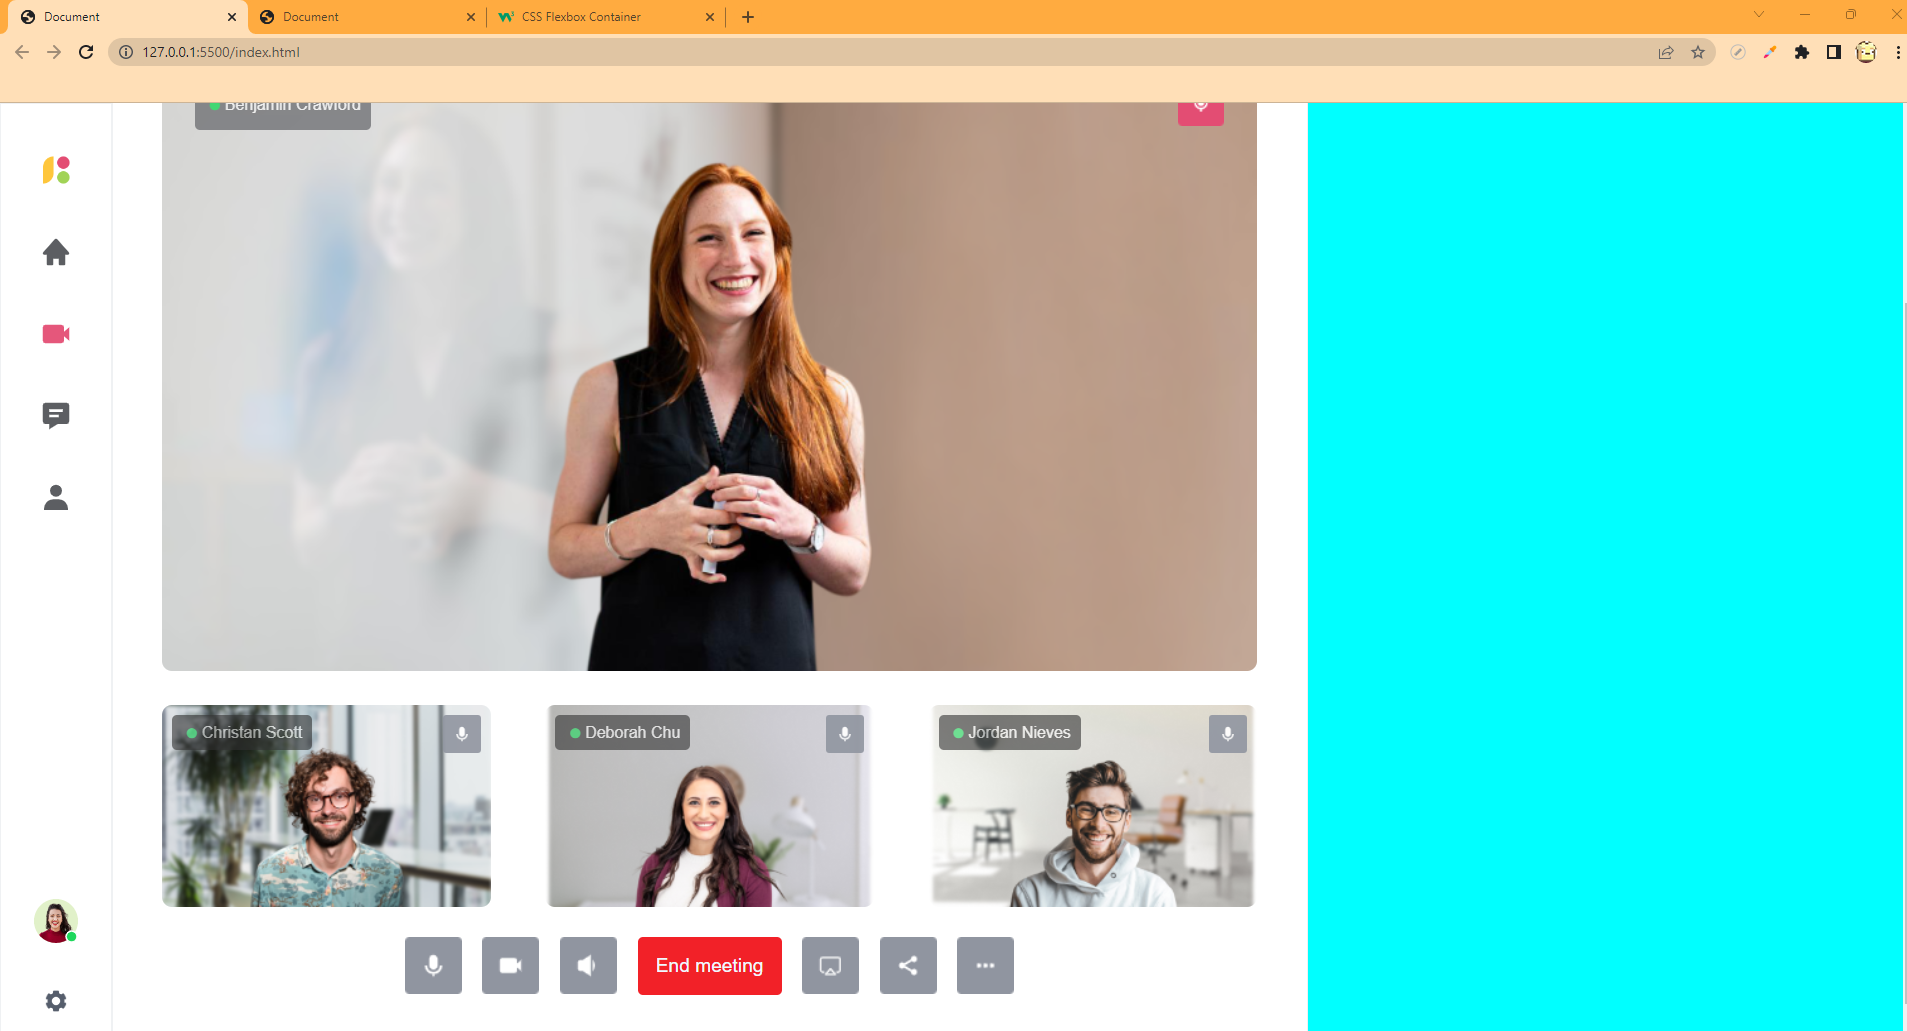 Document
Document
CSS Flexbox Container
127.0.0.1:5500/index.html
Benjamin Crawford
Christan Scott
Deborah Chu
Jordan Nieves
End meeting